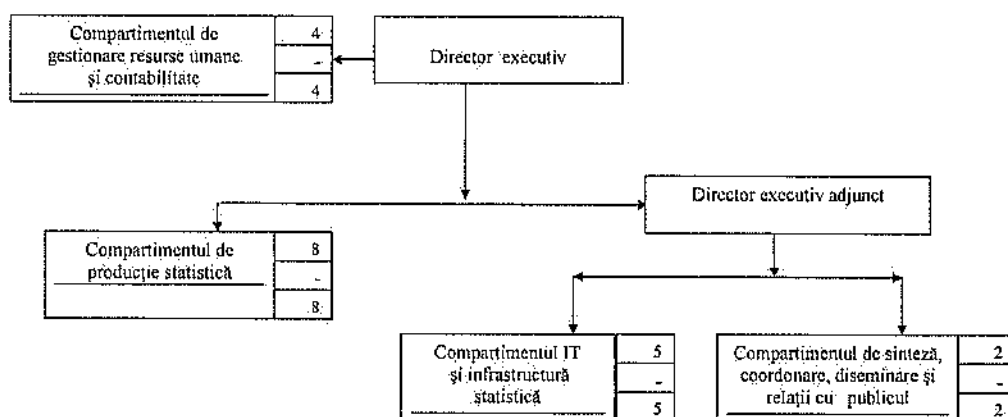 Compartimentul de
gestionare resurse umane
și contabilitate
4
-
4
Director executiv
Director executiv adjunct
Compartimentul de
producție statistică
8
-
8
Compartimentul IT
și infrastructură
statistică
5
-
5
Compartimentul de sinteză,
coordonare, diseminare și
relații cu publicul
2
-
2